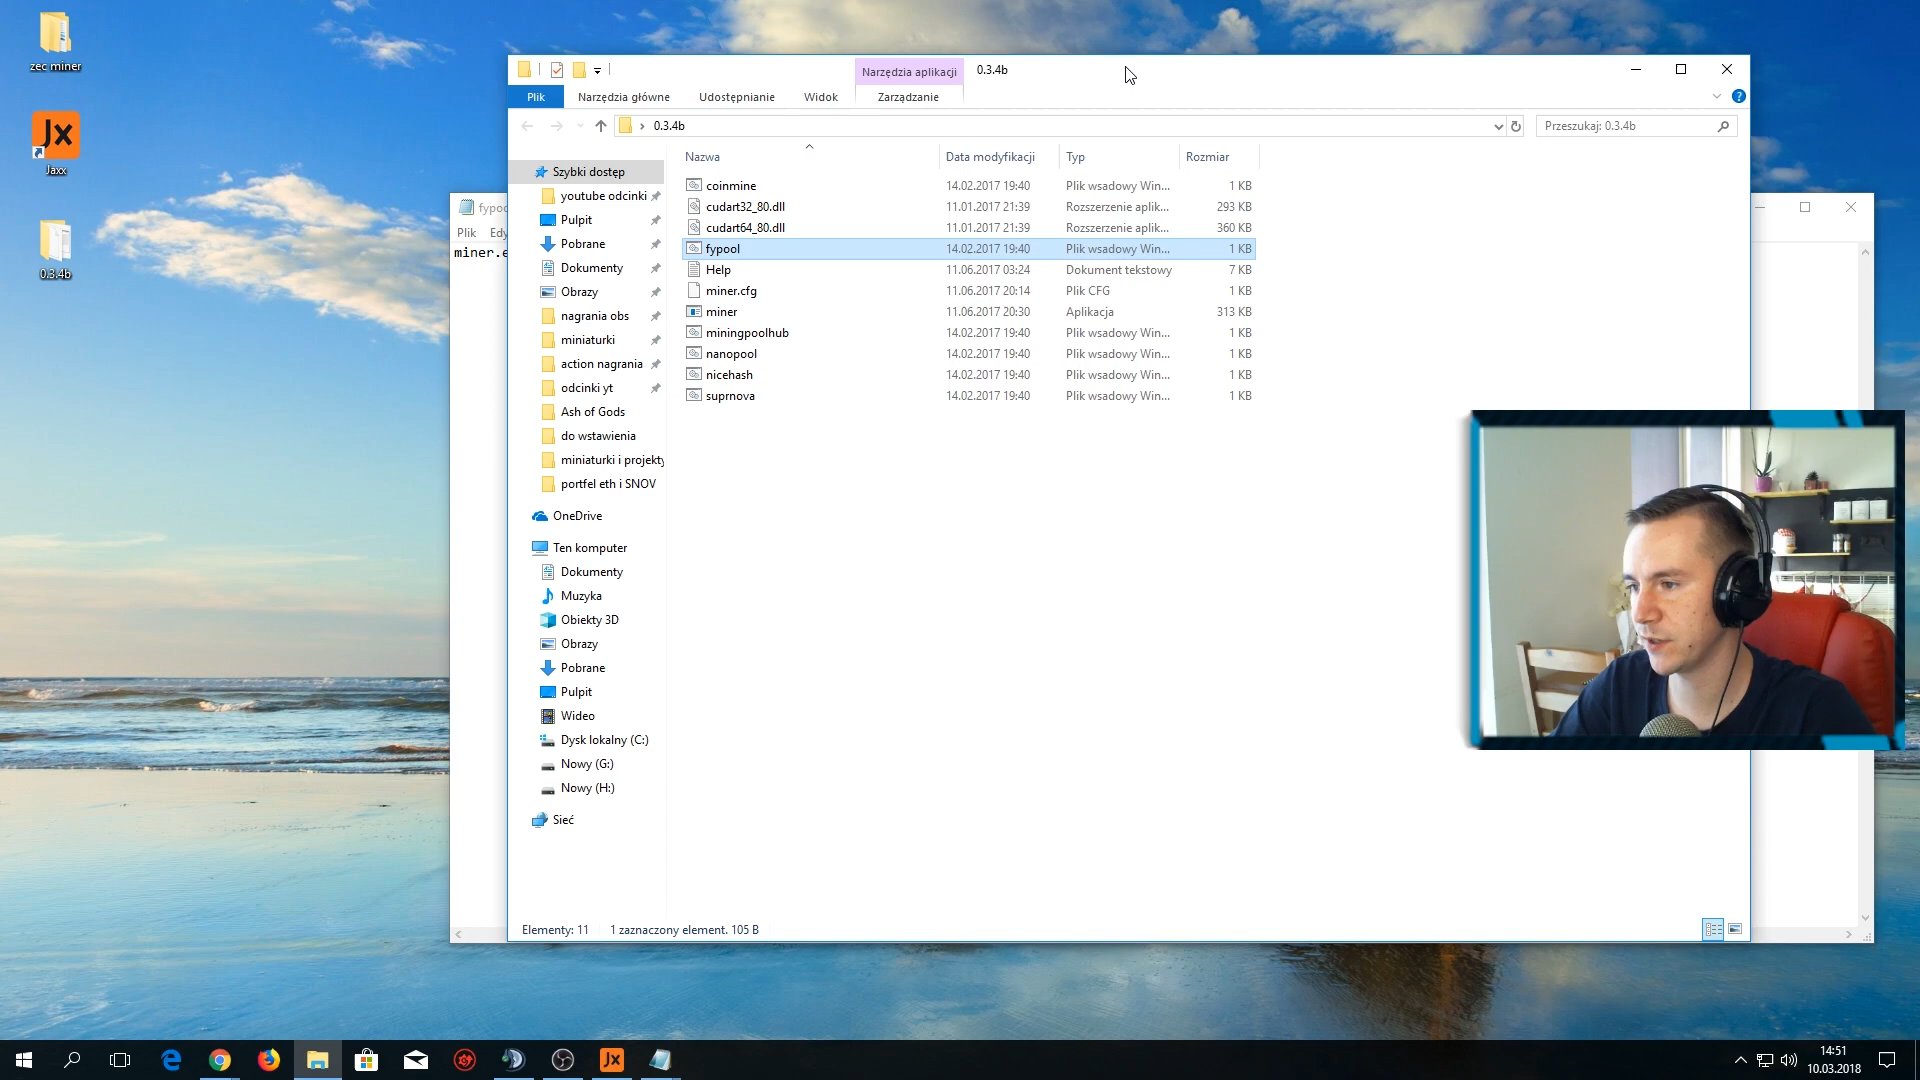 zec miner
Jx
Jaxx
0.3.4b
Narzędzia aplikacji
0.3.4b
Plik
Narzędzia główne
Udostępnianie
Widok
Zarządzanie
0.3.4b
Przeszukaj: 0.3.4b
Plik
miner.e
Szybki dostęp
youtube odcinki
Pulpit
Pobrane
Dokumenty
Obrazy
nagrania obs
miniaturki
action nagrania
odcinki yt
Ash of Gods
do wstawienia
miniaturki i projekty
portfel eth i SNOV
OneDrive
Ten komputer
Dokumenty
Muzyka
Obiekty 3D
Obrazy
Pobrane
Pulpit
Wideo
Dysk lokalny (C:)
Nowy (G:)
Nowy (H:)
Sieć
Nazwa Data modyfikacji Typ Rozmiar
coinmine 14.02.2017 19:40 Plik wsadowy Win... 1 KB
cudart32_80.dll 11.01.2017 21:39 Rozszerzenie aplik... 293 KB
cudart64_80.dll 11.01.2017 21:39 Rozszerzenie aplik... 360 KB
fypool 14.02.2017 19:40 Plik wsadowy Win... 1 KB
Help 11.06.2017 03:24 Dokument tekstowy 7 KB
miner.cfg 11.06.2017 20:14 Plik CFG 1 KB
miner 11.06.2017 20:30 Aplikacja 313 KB
miningpoolhub 14.02.2017 19:40 Plik wsadowy Win... 1 KB
nanopool 14.02.2017 19:40 Plik wsadowy Win... 1 KB
nicehash 14.02.2017 19:40 Plik wsadowy Win... 1 KB
suprnova 14.02.2017 19:40 Plik wsadowy Win... 1 KB
Elementy: 11 1 zaznaczony element. 105 B
Jx
14:51
10.03.2018